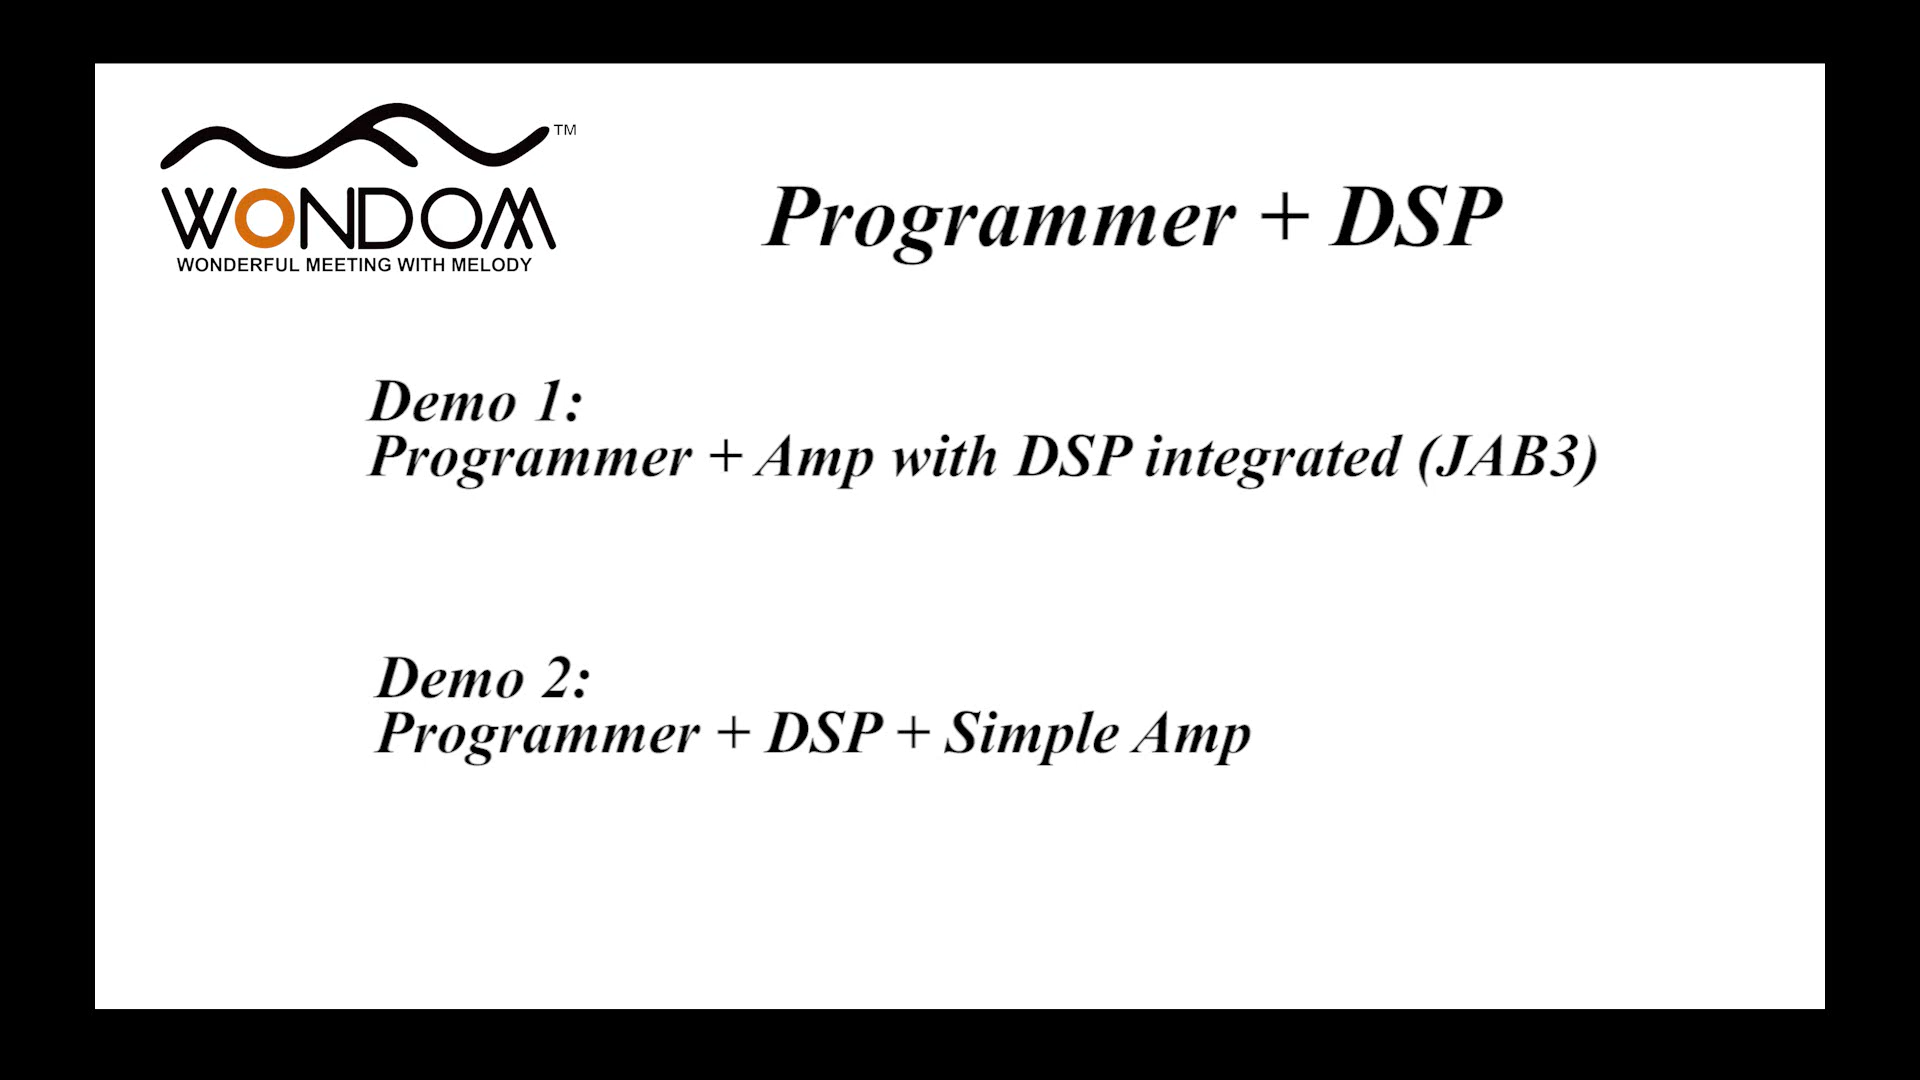 TM
WONDOM
WONDERFUL MEETING WITH MELODY
Programmer + DSP
Demo 1:
Programmer + Amp with DSP integrated (JAB3)
Demo 2:
Programmer + DSP + Simple Amp